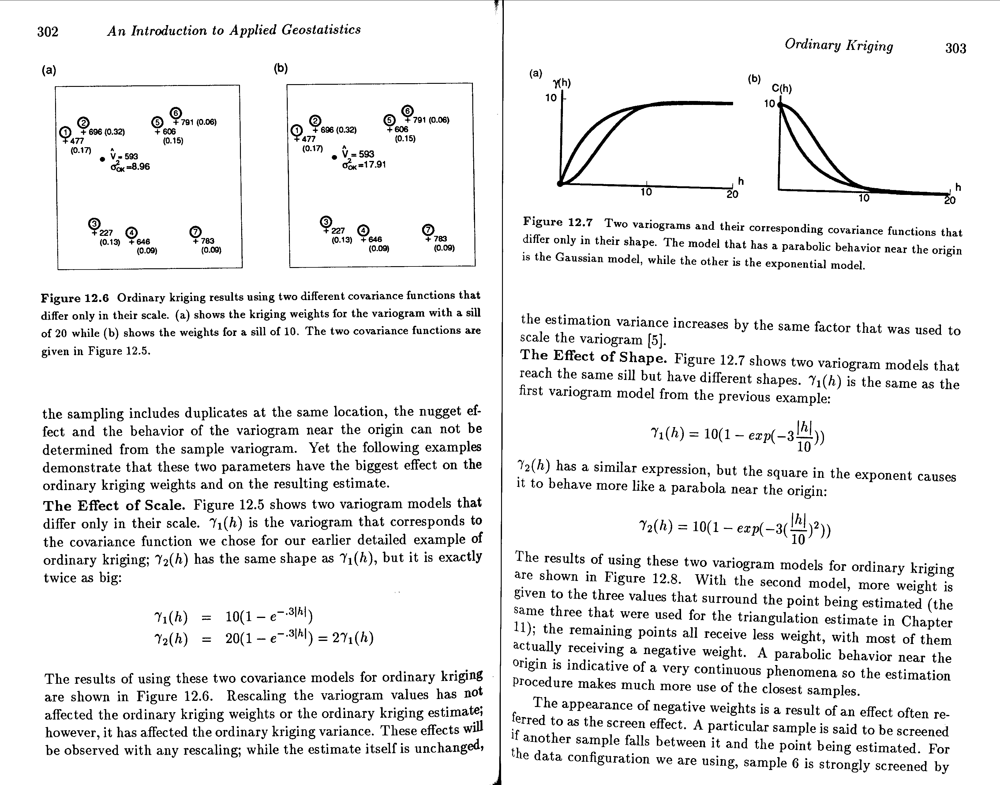 302 An Introduction to Applied Geostatistics
(a)
(b)
① + 477
(0.17)
② + 696 (0.32)
⑤ + 606
(0.15)
⑥ + 791 (0.06)
V̂ = 593
σ²OK =8.96
③ + 227
(0.13)
④ + 646
(0.09)
⑦ + 783
(0.09)
① + 477
(0.17)
② + 696 (0.32)
⑤ + 606
(0.15)
⑥ + 791 (0.06)
V̂ = 593
σ²OK =17.91
③ + 227
(0.13)
④ + 646
(0.09)
⑦ + 783
(0.09)
Figure 12.6 Ordinary kriging results using two different covariance functions that
differ only in their scale. (a) shows the kriging weights for the variogram with a sill
of 20 while (b) shows the weights for a sill of 10. The two covariance functions are
given in Figure 12.5.
the sampling includes duplicates at the same location, the nugget ef-
fect and the behavior of the variogram near the origin can not be
determined from the sample variogram. Yet the following examples
demonstrate that these two parameters have the biggest effect on the
ordinary kriging weights and on the resulting estimate.
The Effect of Scale. Figure 12.5 shows two variogram models that
differ only in their scale. γ₁(h) is the variogram that corresponds to
the covariance function we chose for our earlier detailed example of
ordinary kriging; γ₂(h) has the same shape as γ₁(h), but it is exactly
twice as big:
γ₁(h) = 10(1 − e^{−.3|h|})
γ₂(h) = 20(1 − e^{−.3|h|}) = 2γ₁(h)
The results of using these two covariance models for ordinary kriging
are shown in Figure 12.6. Rescaling the variogram values has not
affected the ordinary kriging weights or the ordinary kriging estimate;
however, it has affected the ordinary kriging variance. These effects will
be observed with any rescaling; while the estimate itself is unchanged,
Ordinary Kriging 303
(a)
γ(h)
10
h
10
20
(b)
C(h)
10
h
10
20
Figure 12.7 Two variograms and their corresponding covariance functions that
differ only in their shape. The model that has a parabolic behavior near the origin
is the Gaussian model, while the other is the exponential model.
the estimation variance increases by the same factor that was used to
scale the variogram [5].
The Effect of Shape. Figure 12.7 shows two variogram models that
reach the same sill but have different shapes. γ₁(h) is the same as the
first variogram model from the previous example:
γ₁(h) = 10(1 − exp(−3|h|/10))
γ₂(h) has a similar expression, but the square in the exponent causes
it to behave more like a parabola near the origin:
γ₂(h) = 10(1 − exp(−3(|h|/10)²))
The results of using these two variogram models for ordinary kriging
are shown in Figure 12.8. With the second model, more weight is
given to the three values that surround the point being estimated (the
same three that were used for the triangulation estimate in Chapter
11); the remaining points all receive less weight, with most of them
actually receiving a negative weight. A parabolic behavior near the
origin is indicative of a very continuous phenomena so the estimation
procedure makes much more use of the closest samples.
The appearance of negative weights is a result of an effect often re-
ferred to as the screen effect. A particular sample is said to be screened
if another sample falls between it and the point being estimated. For
the data configuration we are using, sample 6 is strongly screened by